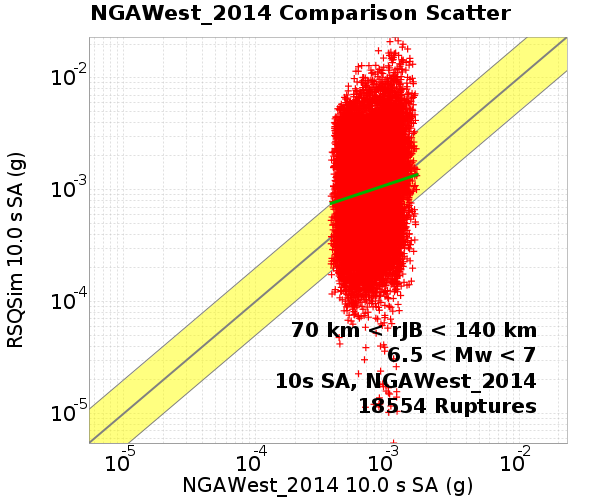 NGAWest_2014 Comparison Scatter
10-2
10-3
10-4
10-5
RSQSim 10.0 s SA (g)
70 km < rJB < 140 km
6.5 < Mw < 7
10s SA, NGAWest_2014
18554 Ruptures
10-5 10-4 10-3 10-2
NGAWest_2014 10.0 s SA (g)